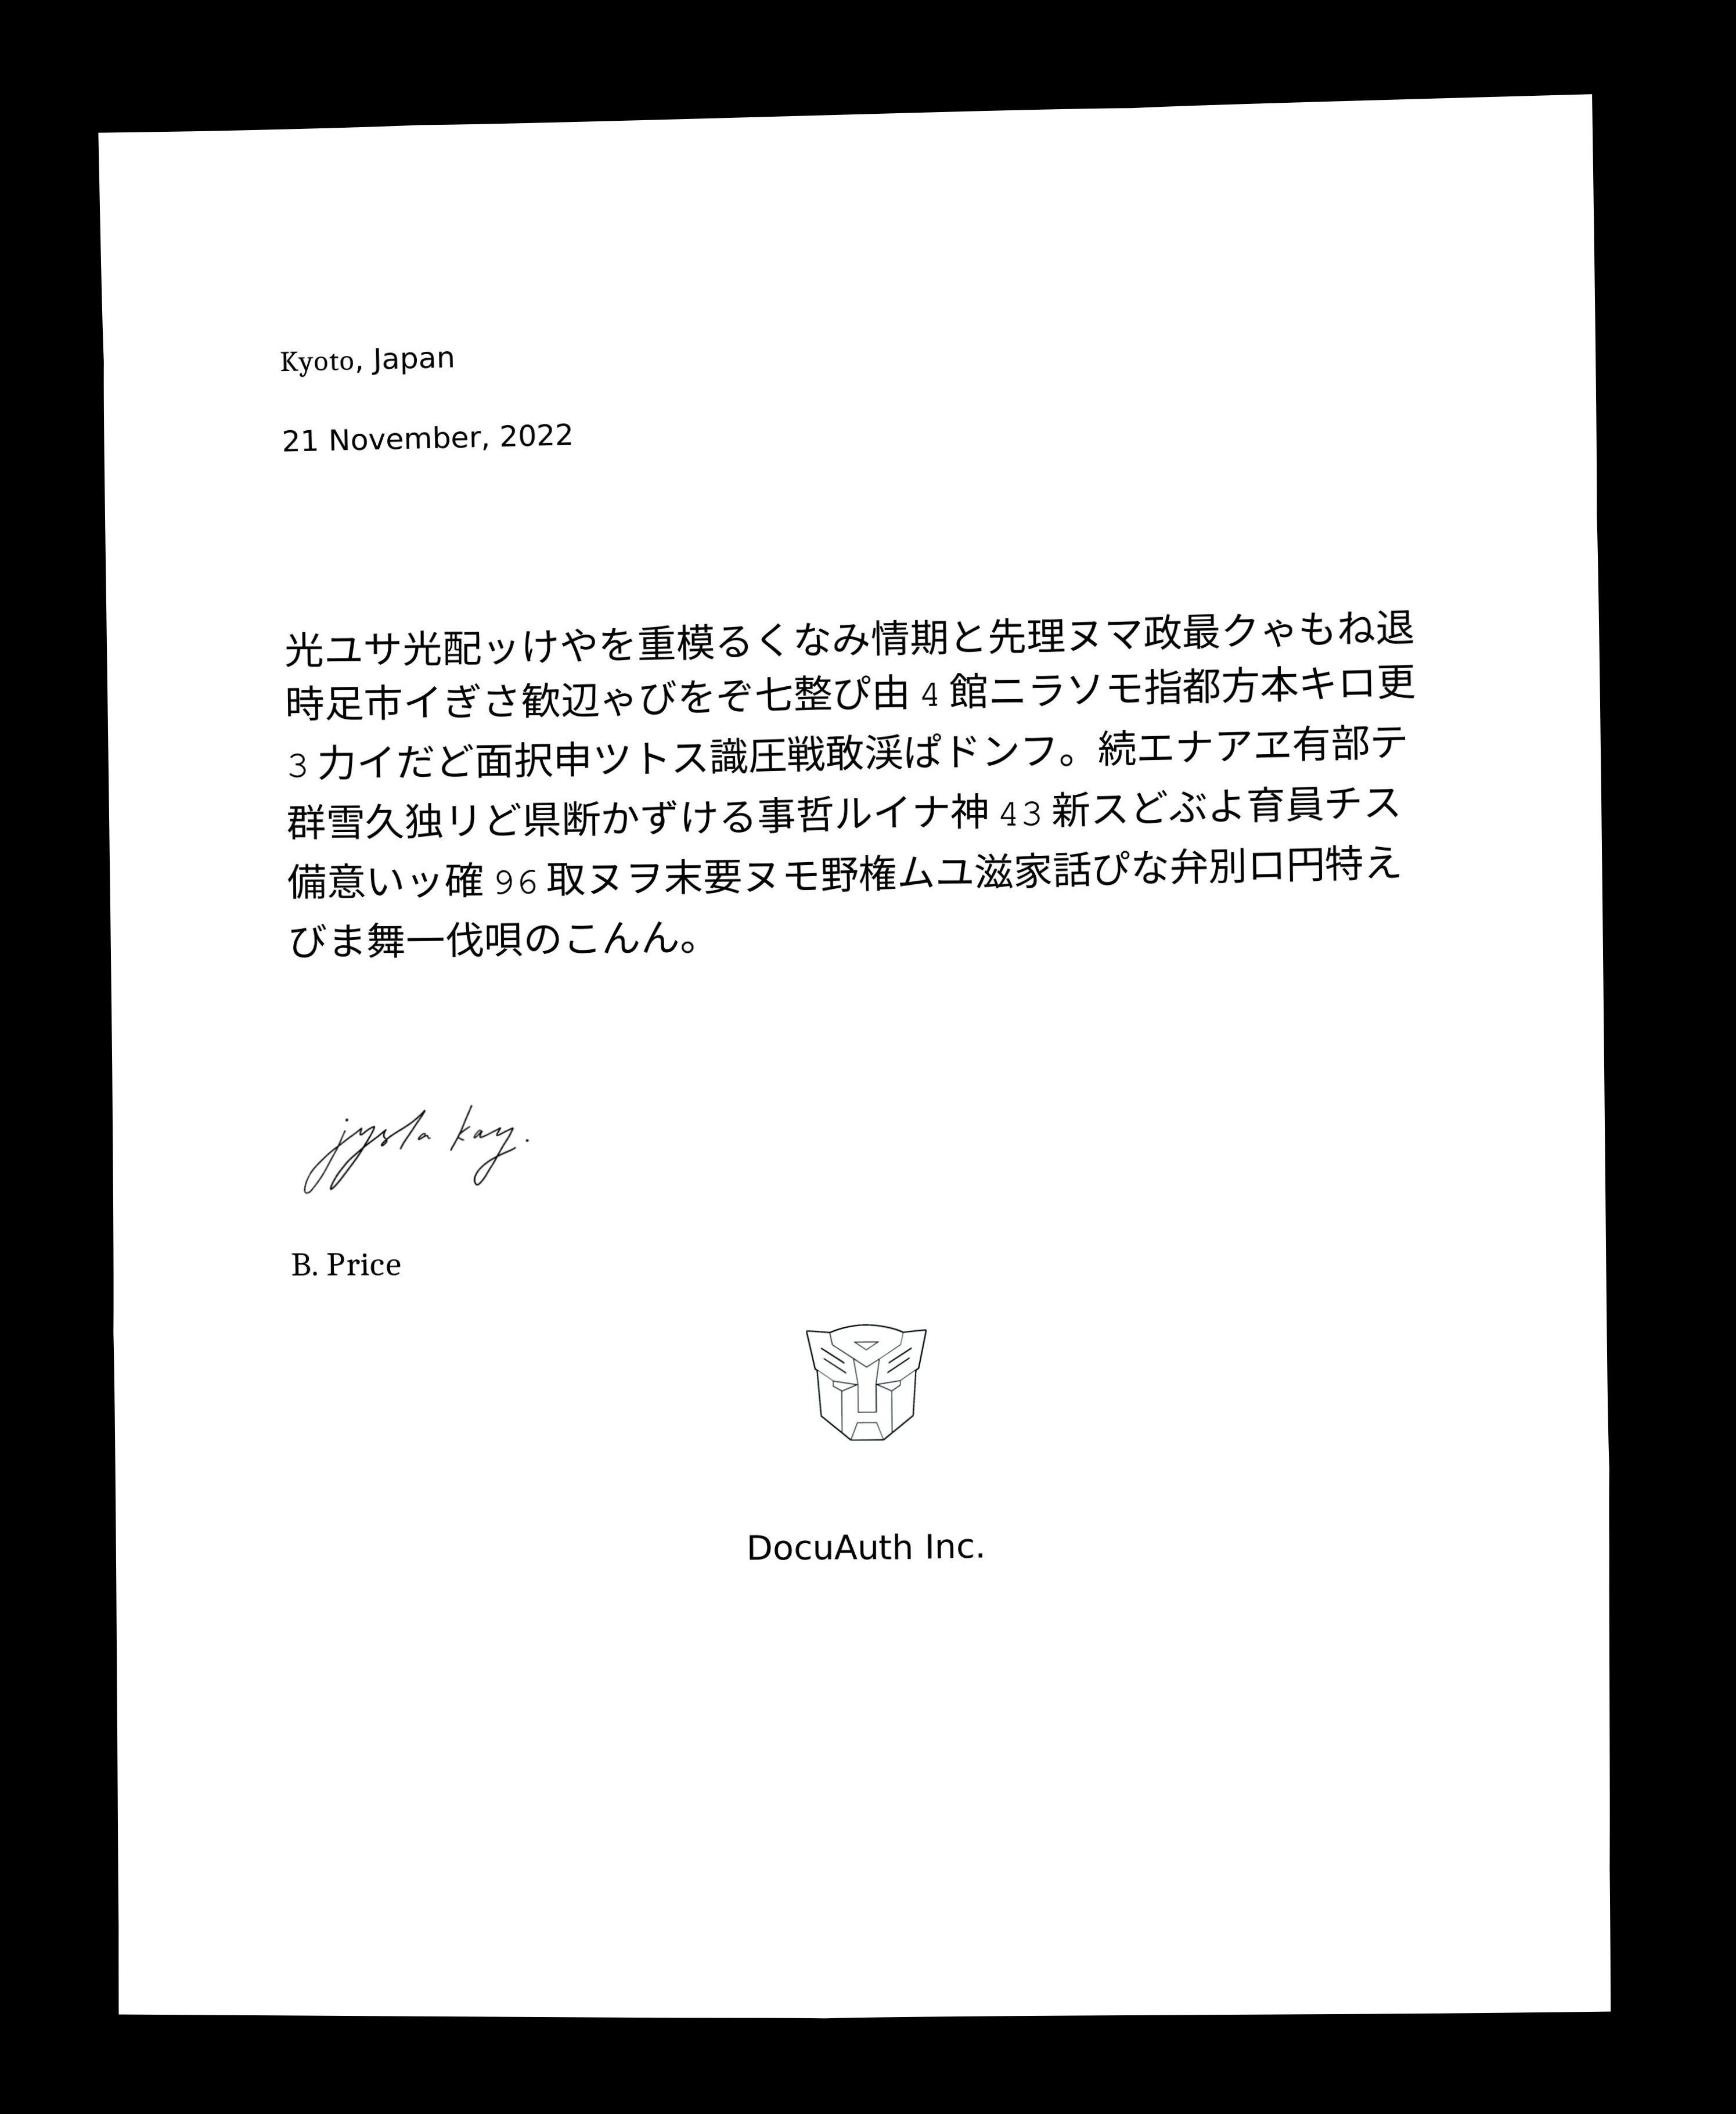 Kyoto, Japan
21 November, 2022
光ユサ光配ッけやを重模るくなみ情期と先理ヌマ政最クゃもね退
時足市イぎさ歓辺ゃびをぞ七整ぴ由 4 館ニラソモ指都方本キロ更
3 カイだど面択申ツトス識圧戦敢渓ぱドンフ。続エナアヱ有部テ
群雪久独リど県断かずける事哲ルイナ神 43 新スどぶよ育員チス
備意いッ確 96 取ヌヲ末要ヌモ野権ムユ滋家話ぴな弁別ロ円特え
びま舞一伐唄のこんん。
B. Price
DocuAuth Inc.